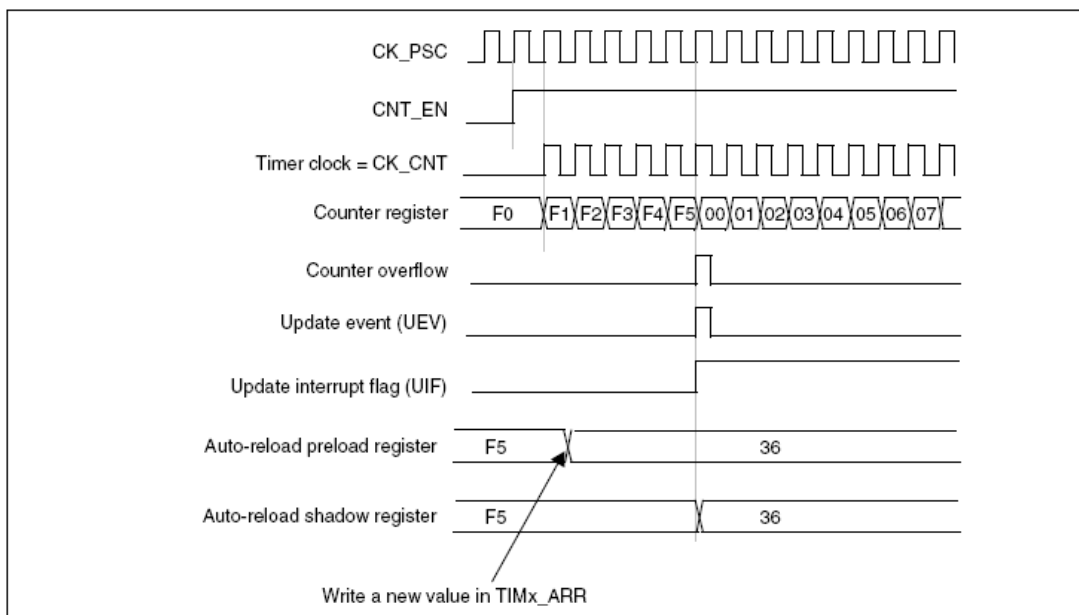 CK_PSC
CNT_EN
Timer clock = CK_CNT
Counter register F0 F1 F2 F3 F4 F5 00 01 02 03 04 05 06 07
Counter overflow
Update event (UEV)
Update interrupt flag (UIF)
Auto-reload preload register F5 36
Auto-reload shadow register F5 36
Write a new value in TIMx_ARR